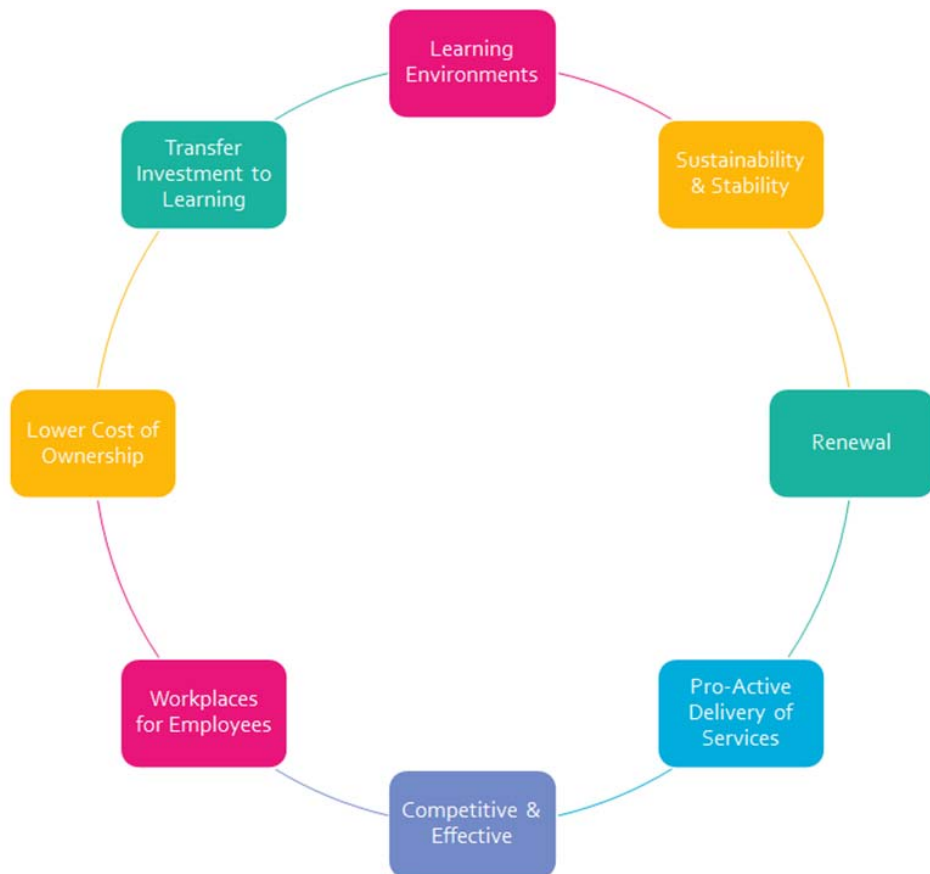 Learning
Environments
Sustainability
& Stability
Renewal
Pro-Active
Delivery of
Services
Competitive &
Effective
Workplaces
for Employees
Lower Cost of
Ownership
Transfer
Investment to
Learning